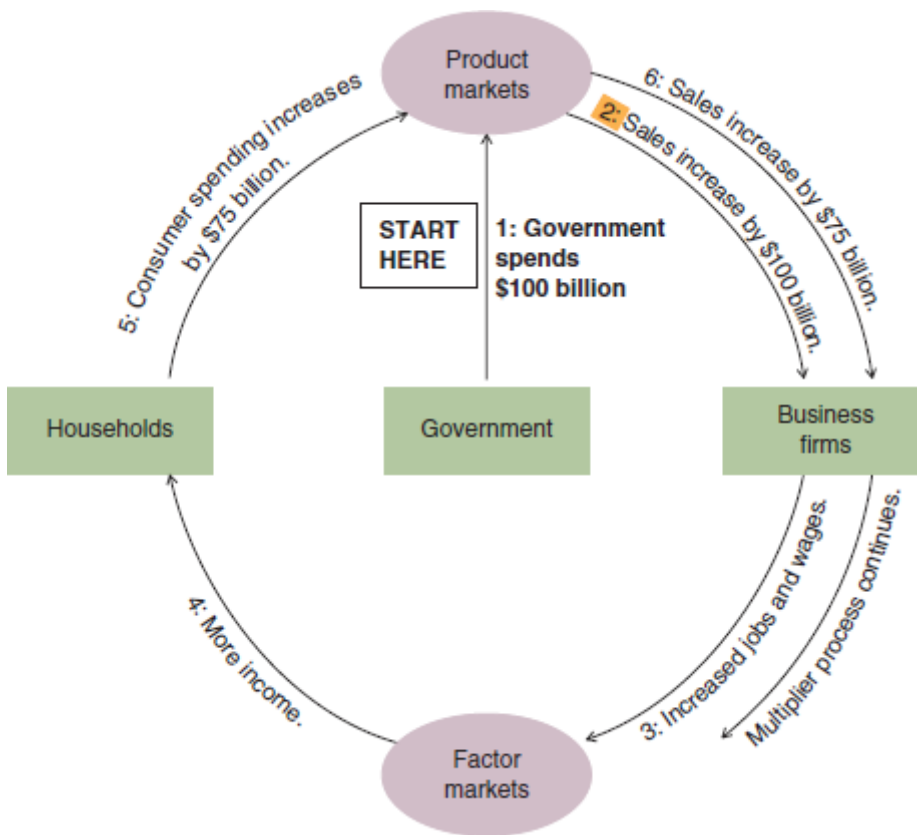 Product
markets
6: Sales increase by $75 billion.
2: Sales increase by $100 billion.
5: Consumer spending increases
by $75 billion.
START
HERE
1: Government
spends
$100 billion
Households
Government
Business
firms
4: More income.
3: Increased jobs and wages.
Multiplier process continues.
Factor
markets